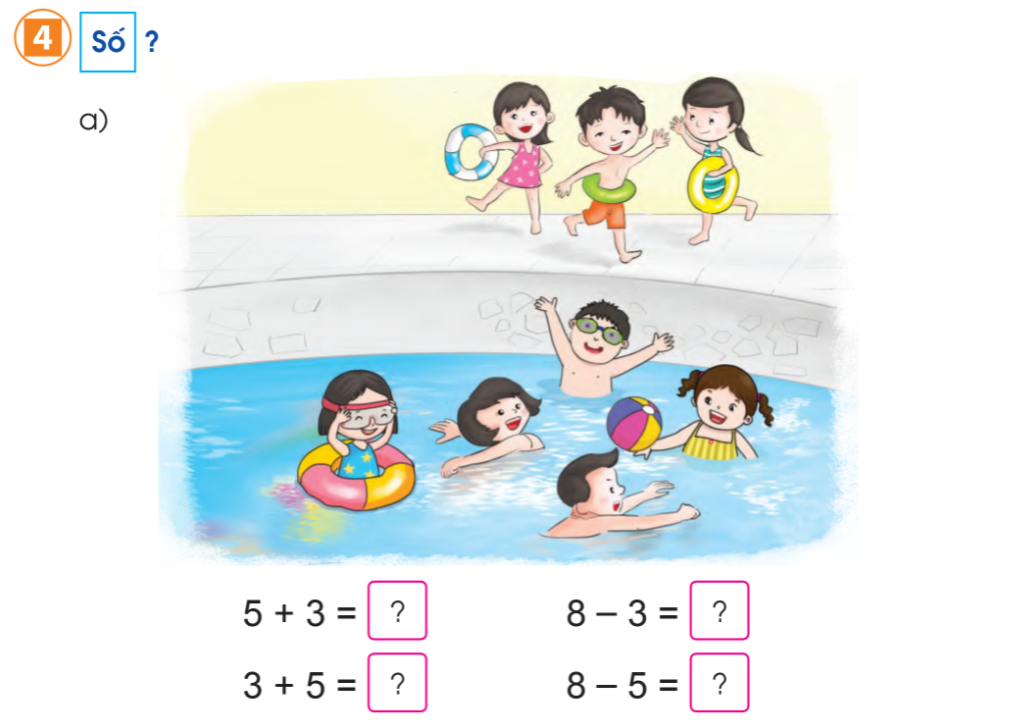 4 Số ?
a)
5 + 3 = ? 8 – 3 = ?
3 + 5 = ? 8 – 5 = ?